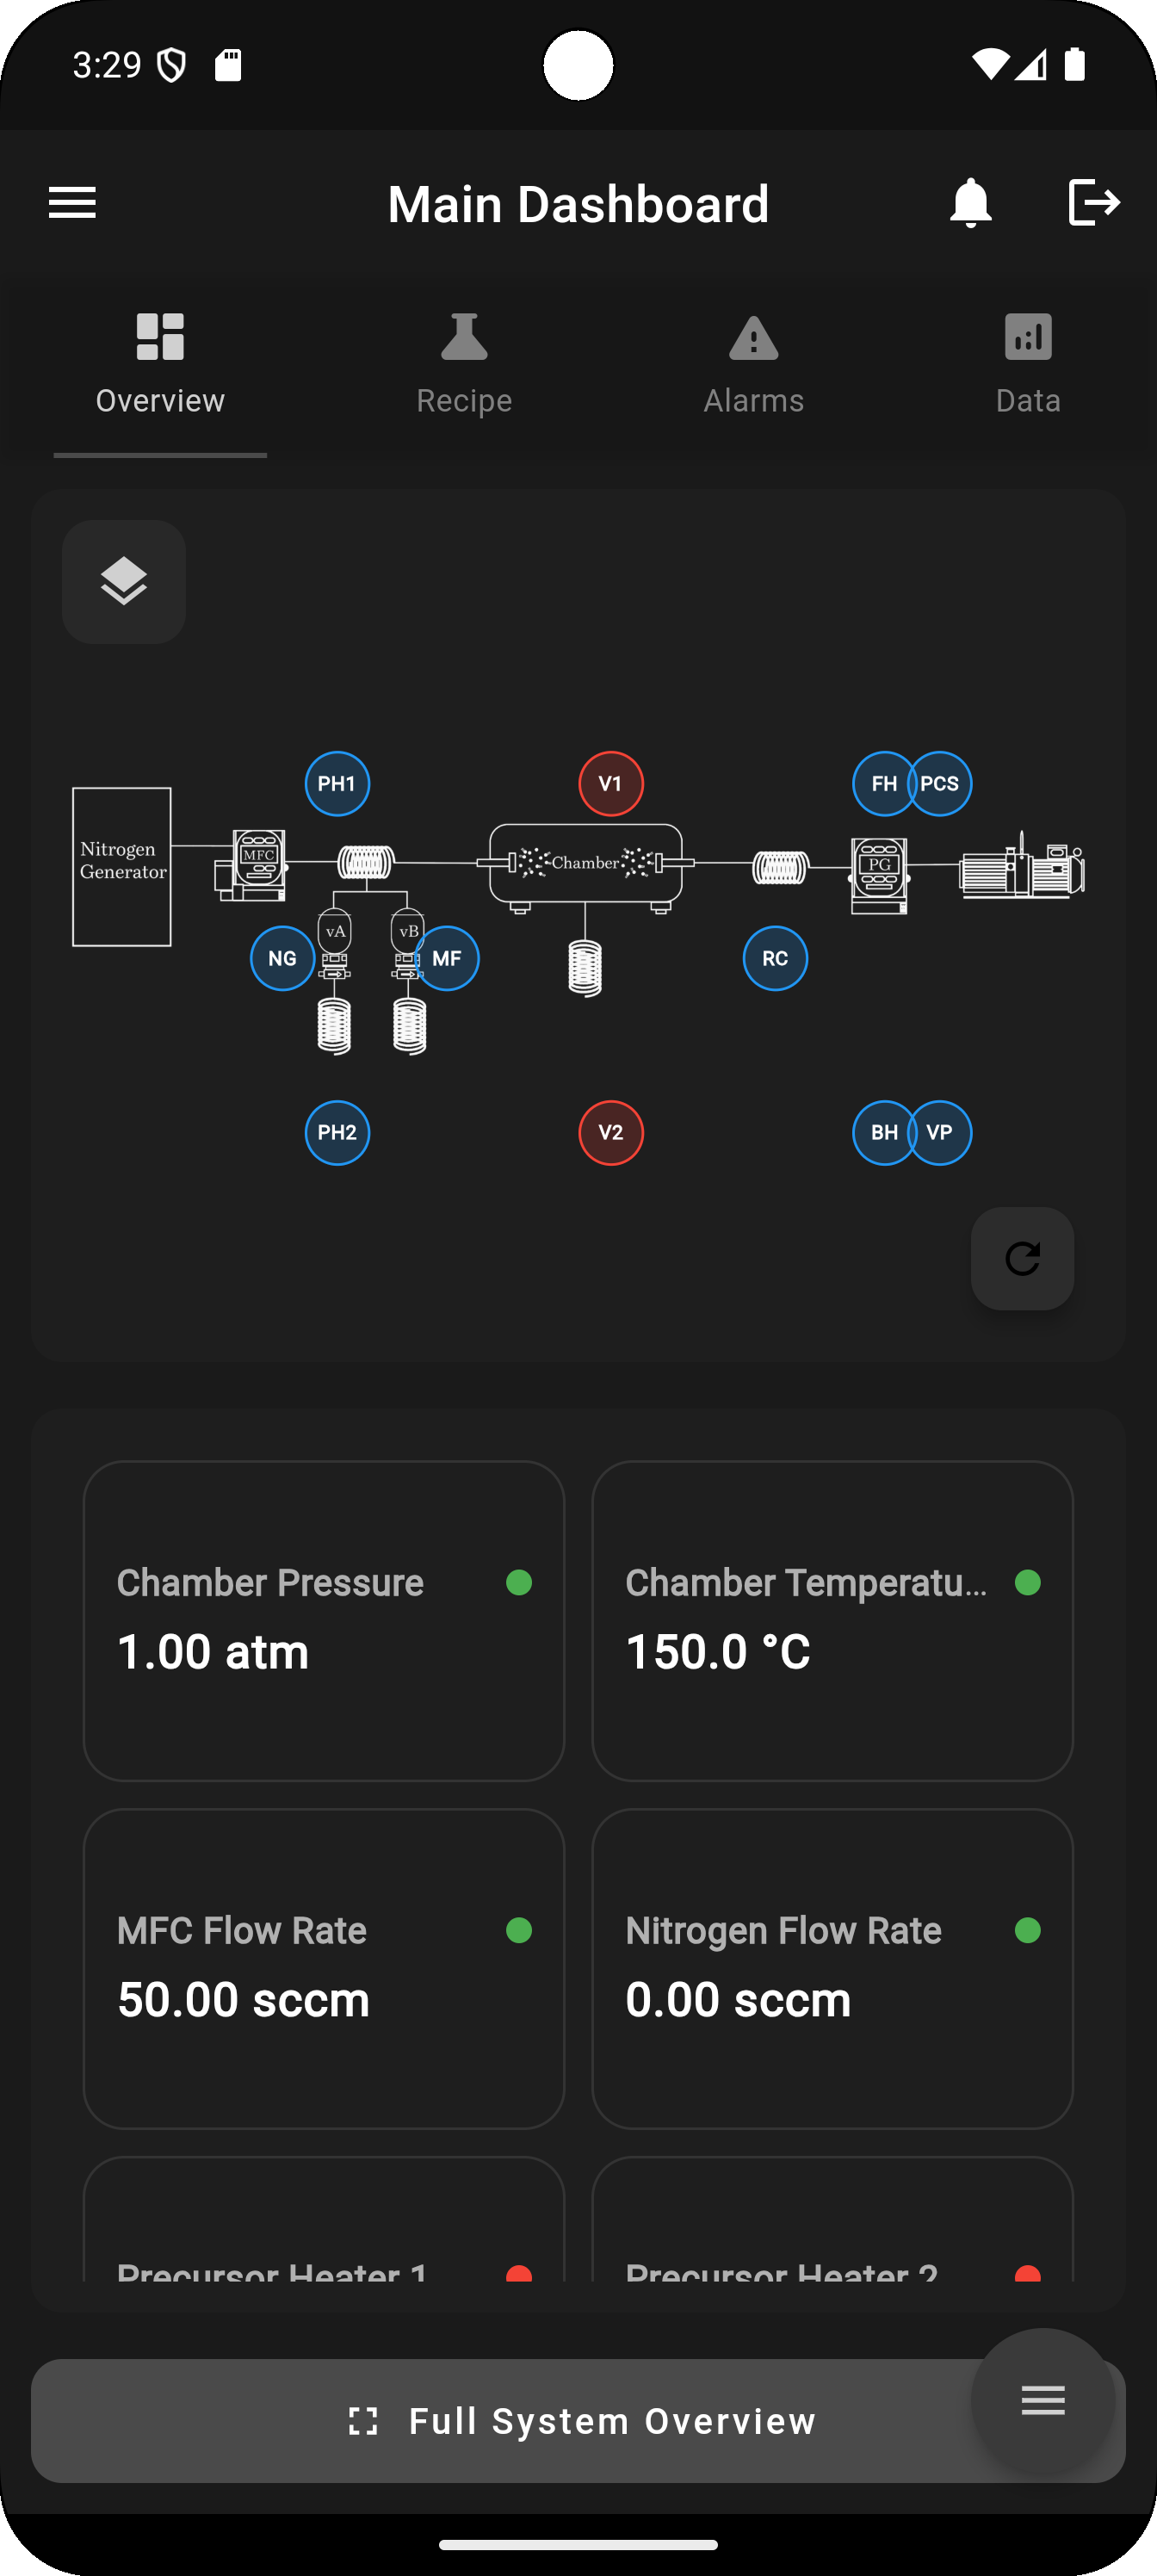 3:29
Main Dashboard
Overview
Recipe
Alarms
Data
PH1
V1
FH
PCS
Nitrogen
Generator
MFC
Chamber
PG
vA
vB
NG
MF
RC
PH2
V2
BH
VP
Chamber Pressure
1.00 atm
Chamber Temperatu...
150.0 °C
MFC Flow Rate
50.00 sccm
Nitrogen Flow Rate
0.00 sccm
Precursor Heater 1
Precursor Heater 2
Full System Overview